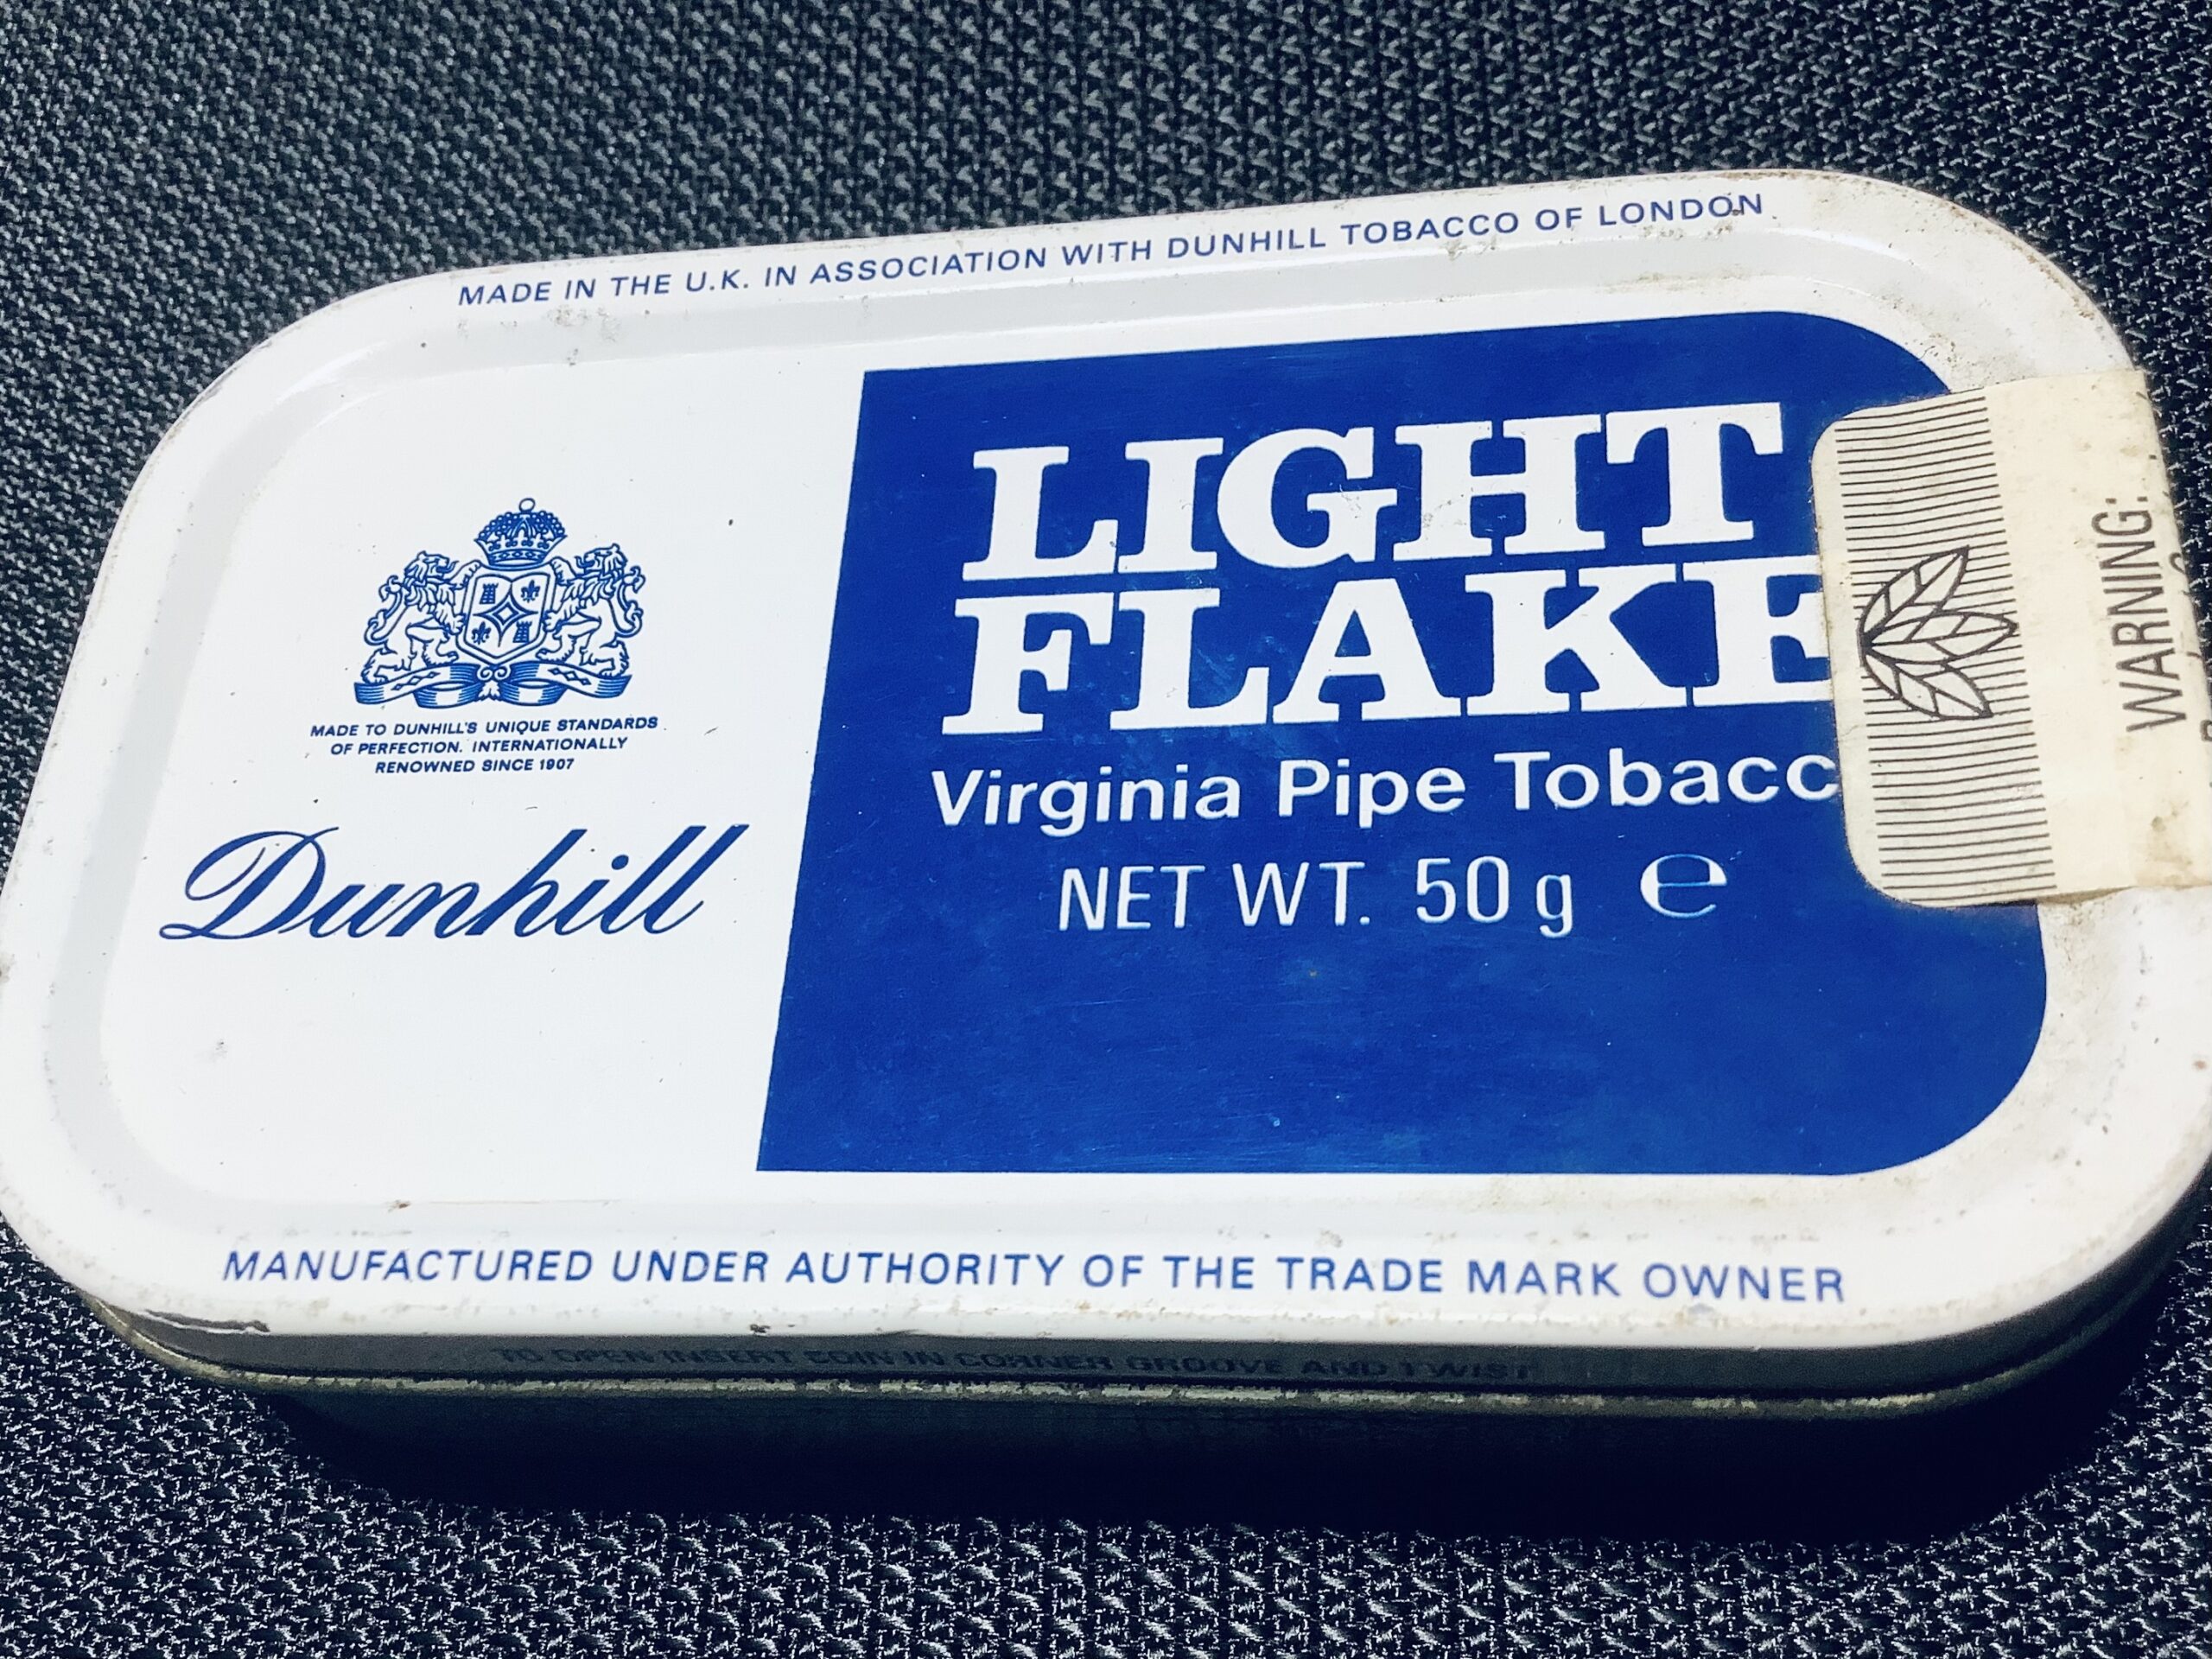 MADE IN THE U.K. IN ASSOCIATION WITH DUNHILL TOBACCO OF LONDON
MADE TO DUNHILL'S UNIQUE STANDARDS
OF PERFECTION. INTERNATIONALLY
RENOWNED SINCE 1907
Dunhill
LIGHT
FLAKE
Virginia Pipe Tobacc
NET WT. 50 g ℮
WARNING:
MANUFACTURED UNDER AUTHORITY OF THE TRADE MARK OWNER
TO OPEN INSERT COIN IN CORNER GROOVE AND TWIST